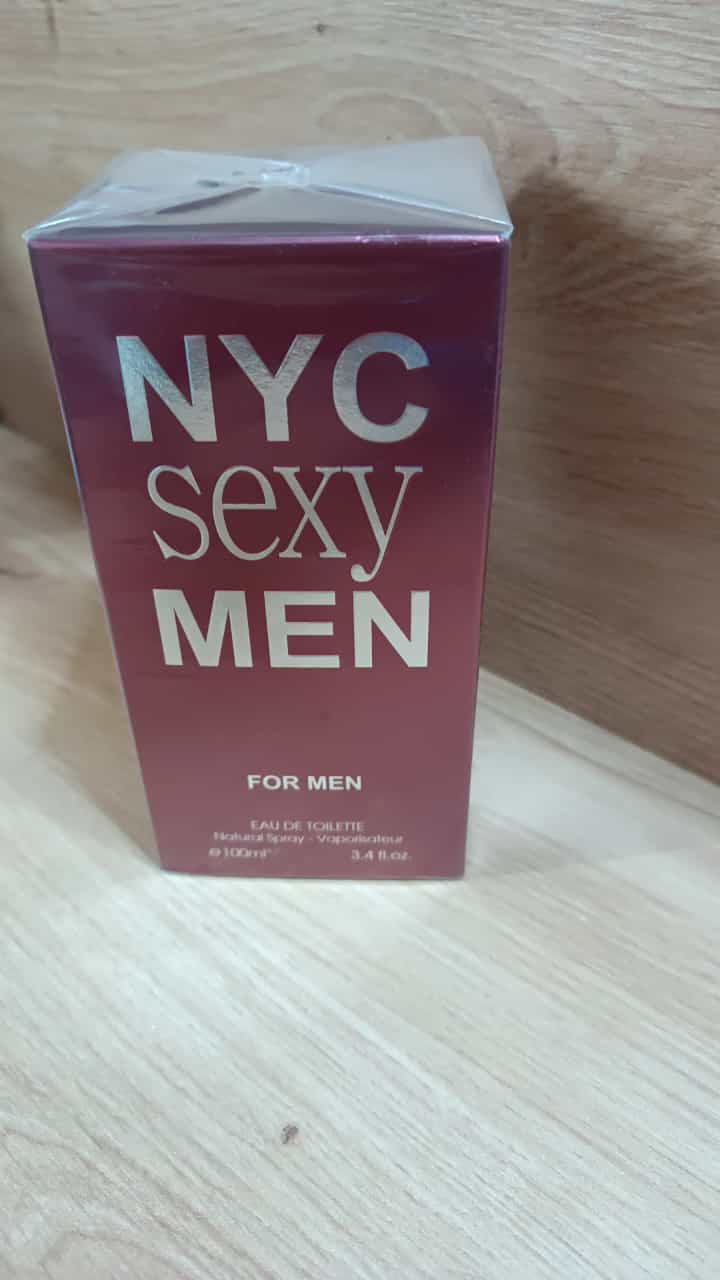 NYC
sexy
MEN
FOR MEN
EAU DE TOILETTE
Natural Spray - Vaporisateur
℮100ml 3.4 fl.oz.